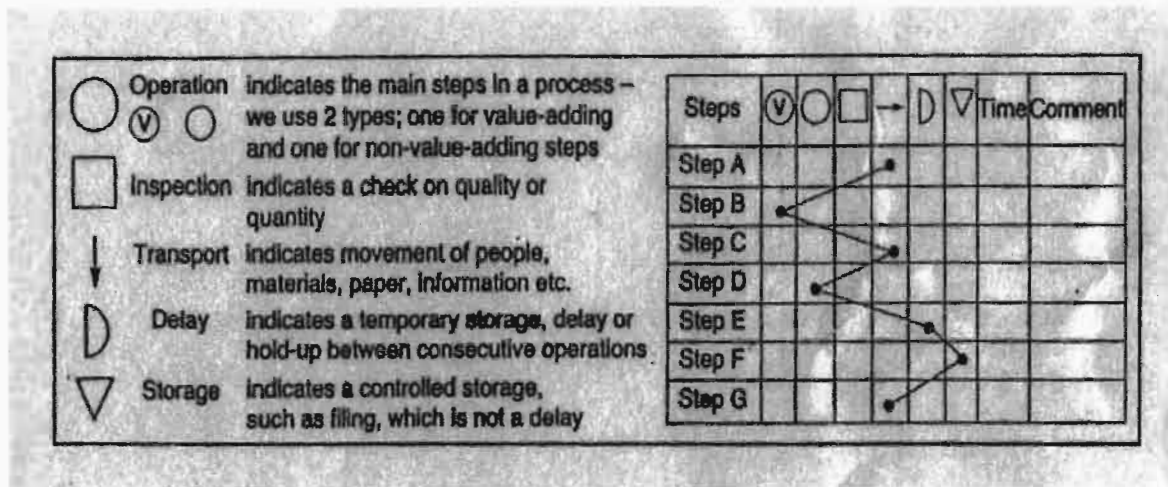 Operation indicates the main steps in a process –
V we use 2 types; one for value-adding
and one for non-value-adding steps
Inspection indicates a check on quality or
quantity
Transport indicates movement of people,
materials, paper, information etc.
Delay indicates a temporary storage, delay or
hold-up between consecutive operations
Storage indicates a controlled storage,
such as filing, which is not a delay
Steps V Time Comment
Step A
Step B
Step C
Step D
Step E
Step F
Step G